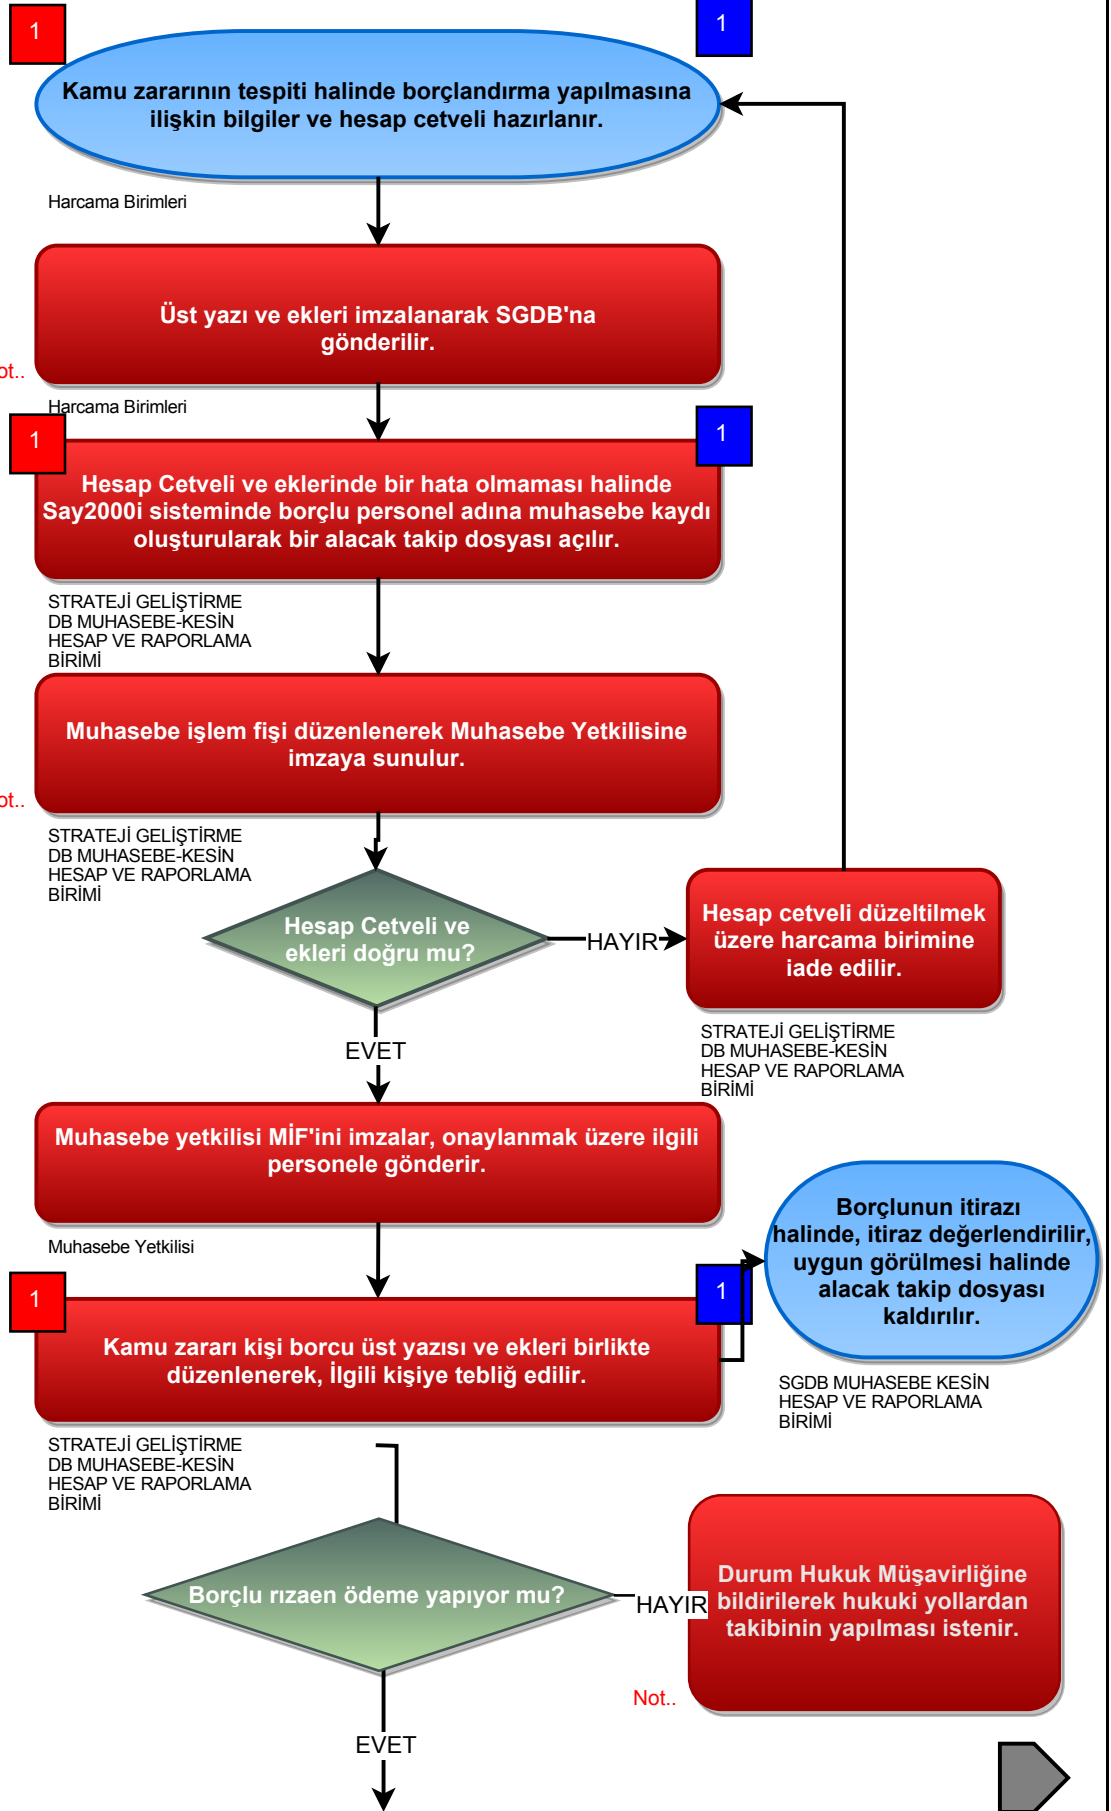 1
1
Kamu zararının tespiti halinde borçlandırma yapılmasına
ilişkin bilgiler ve hesap cetveli hazırlanır.
Harcama Birimleri
Üst yazı ve ekleri imzalanarak SGDB'na
gönderilir.
ot..
Harcama Birimleri
1
1
Hesap Cetveli ve eklerinde bir hata olmaması halinde
Say2000i sisteminde borçlu personel adına muhasebe kaydı
oluşturularak bir alacak takip dosyası açılır.
STRATEJİ GELİŞTİRME
DB MUHASEBE-KESİN
HESAP VE RAPORLAMA
BİRİMİ
Muhasebe işlem fişi düzenlenerek Muhasebe Yetkilisine
imzaya sunulur.
ot..
STRATEJİ GELİŞTİRME
DB MUHASEBE-KESİN
HESAP VE RAPORLAMA
BİRİMİ
Hesap Cetveli ve
ekleri doğru mu?
HAYIR
Hesap cetveli düzeltilmek
üzere harcama birimine
iade edilir.
STRATEJİ GELİŞTİRME
DB MUHASEBE-KESİN
HESAP VE RAPORLAMA
BİRİMİ
EVET
Muhasebe yetkilisi MİF'ini imzalar, onaylanmak üzere ilgili
personele gönderir.
Muhasebe Yetkilisi
Borçlunun itirazı
halinde, itiraz değerlendirilir,
uygun görülmesi halinde
alacak takip dosyası
kaldırılır.
SGDB MUHASEBE KESİN
HESAP VE RAPORLAMA
BİRİMİ
1
1
Kamu zararı kişi borcu üst yazısı ve ekleri birlikte
düzenlenerek, İlgili kişiye tebliğ edilir.
STRATEJİ GELİŞTİRME
DB MUHASEBE-KESİN
HESAP VE RAPORLAMA
BİRİMİ
Borçlu rızaen ödeme yapıyor mu?
HAYIR
Durum Hukuk Müşavirliğine
bildirilerek hukuki yollardan
takibinin yapılması istenir.
Not..
EVET